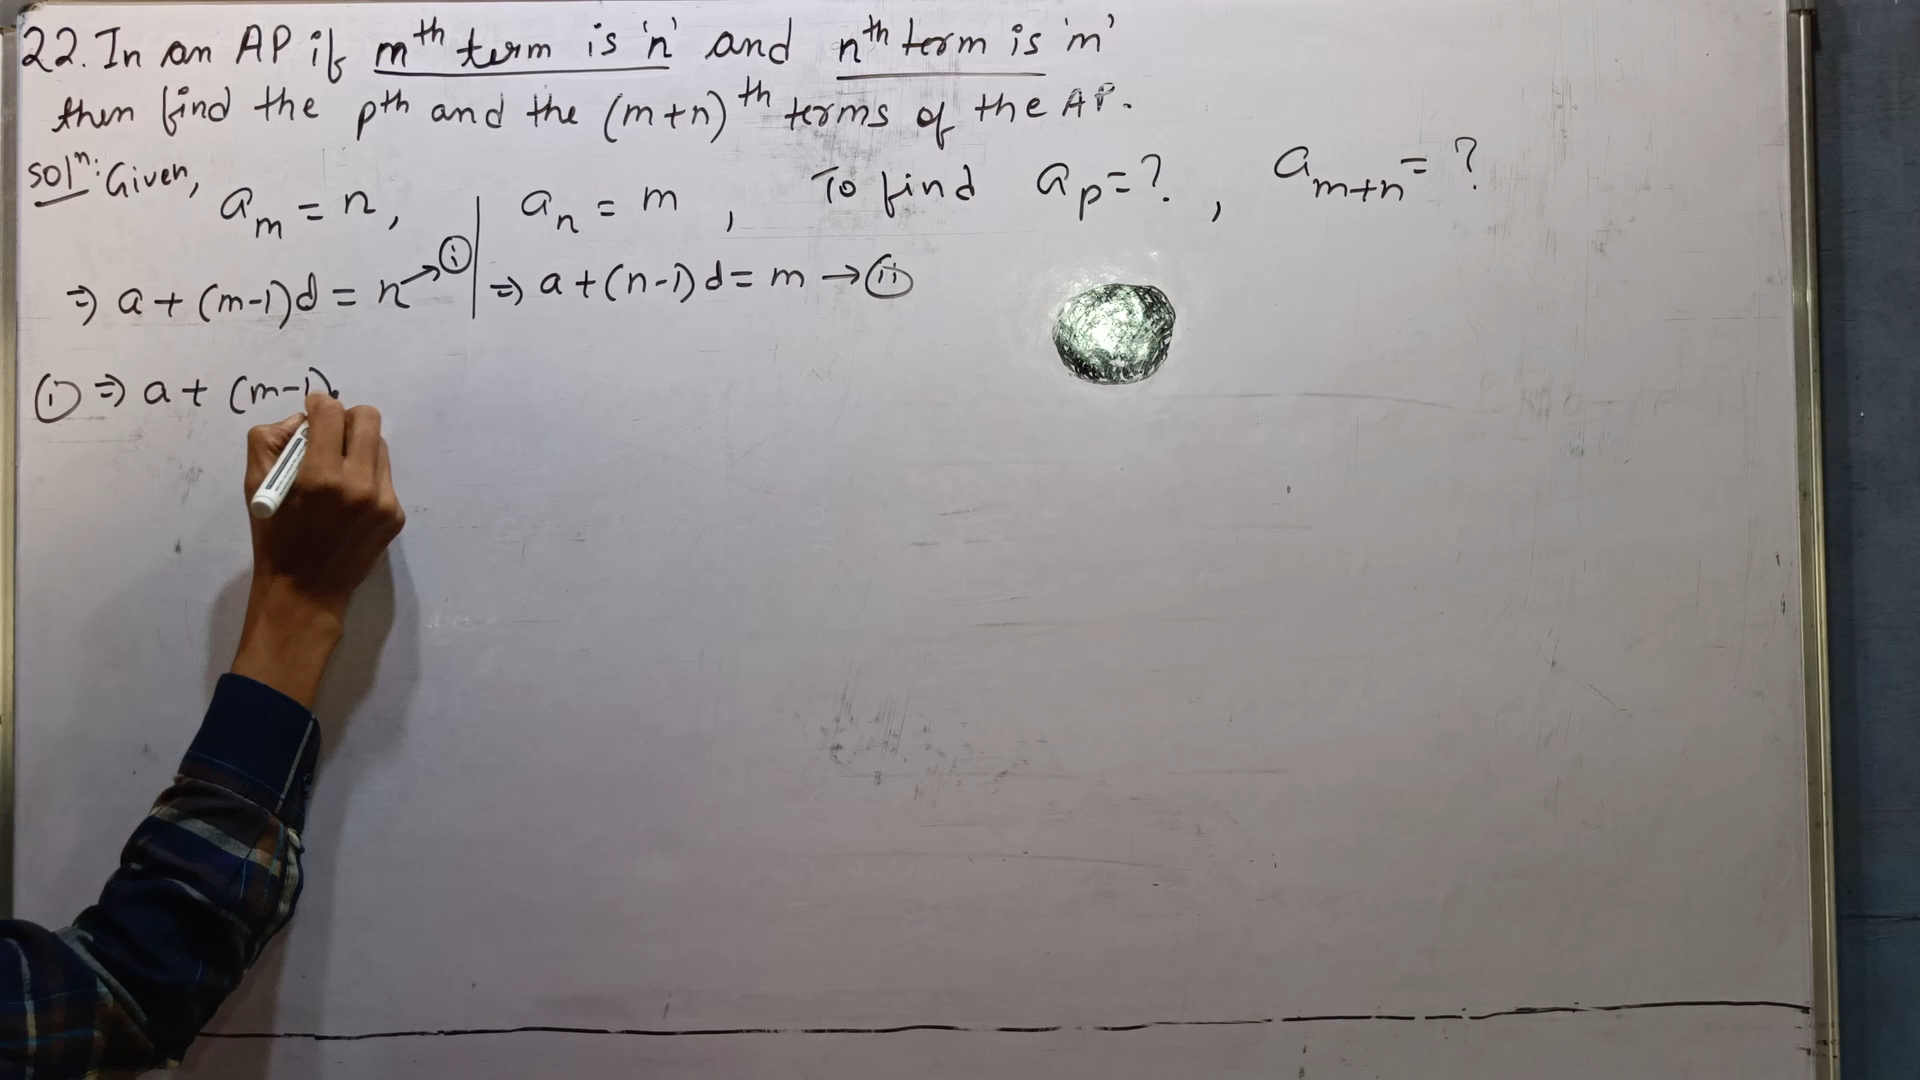 22. In an AP if mᵗʰ term is 'n' and nᵗʰ term is 'm'
then find the pth and the (m+n)ᵗʰ terms of the AP.
solⁿ: Given,
aₘ = n, | aₙ = m , To find aₚ = ? , aₘ₊ₙ = ?
⇒ a + (m-1)d = n → (i) | ⇒ a + (n-1)d = m → (ii)
(i) ⇒ a + (m-1)